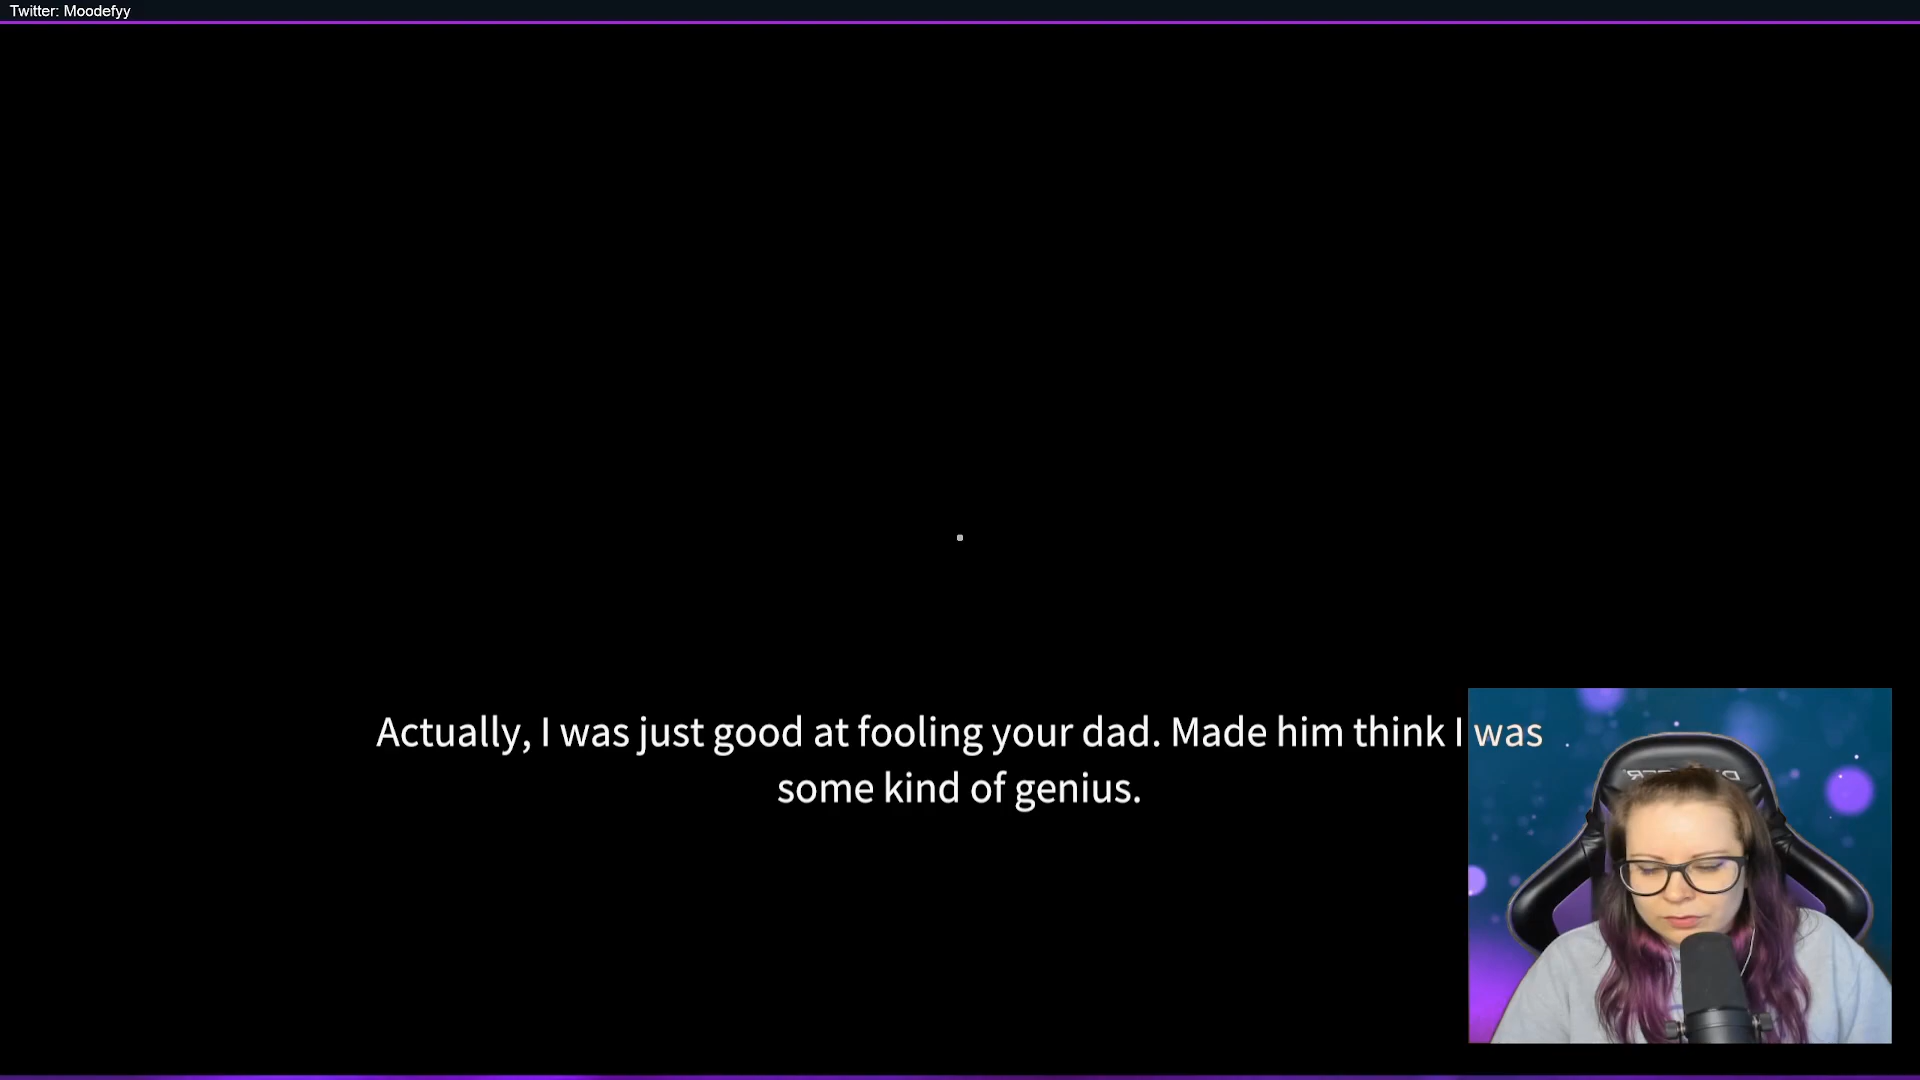 Twitter: Moodefyy
Actually, I was just good at fooling your dad. Made him think I was
some kind of genius.